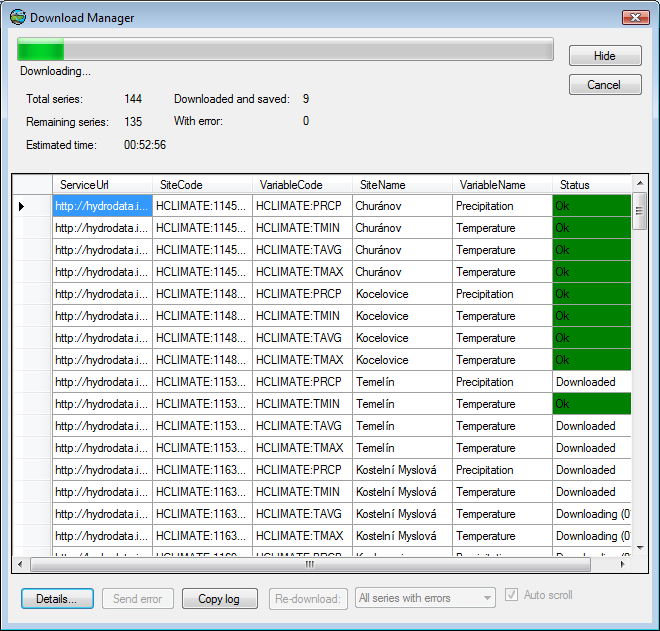 Download Manager
Hide
Downloading...
Cancel
Total series: 144 Downloaded and saved: 9
Remaining series: 135 With error: 0
Estimated time: 00:52:56
ServiceUrl SiteCode VariableCode SiteName VariableName Status
http://hydrodata.i... HCLIMATE:1145... HCLIMATE:PRCP Churánov Precipitation Ok
http://hydrodata.i... HCLIMATE:1145... HCLIMATE:TMIN Churánov Temperature Ok
http://hydrodata.i... HCLIMATE:1145... HCLIMATE:TAVG Churánov Temperature Ok
http://hydrodata.i... HCLIMATE:1145... HCLIMATE:TMAX Churánov Temperature Ok
http://hydrodata.i... HCLIMATE:1148... HCLIMATE:PRCP Kocelovice Precipitation Ok
http://hydrodata.i... HCLIMATE:1148... HCLIMATE:TMIN Kocelovice Temperature Ok
http://hydrodata.i... HCLIMATE:1148... HCLIMATE:TAVG Kocelovice Temperature Ok
http://hydrodata.i... HCLIMATE:1148... HCLIMATE:TMAX Kocelovice Temperature Ok
http://hydrodata.i... HCLIMATE:1153... HCLIMATE:PRCP Temelín Precipitation Downloaded
http://hydrodata.i... HCLIMATE:1153... HCLIMATE:TMIN Temelín Temperature Ok
http://hydrodata.i... HCLIMATE:1153... HCLIMATE:TAVG Temelín Temperature Downloaded
http://hydrodata.i... HCLIMATE:1153... HCLIMATE:TMAX Temelín Temperature Downloaded
http://hydrodata.i... HCLIMATE:1163... HCLIMATE:PRCP Kostelní Myslová Precipitation Downloaded
http://hydrodata.i... HCLIMATE:1163... HCLIMATE:TMIN Kostelní Myslová Temperature Downloaded
http://hydrodata.i... HCLIMATE:1163... HCLIMATE:TAVG Kostelní Myslová Temperature Downloading (0
http://hydrodata.i... HCLIMATE:1163... HCLIMATE:TMAX Kostelní Myslová Temperature Downloading (0
Details... Send error Copy log Re-download: All series with errors Auto scroll